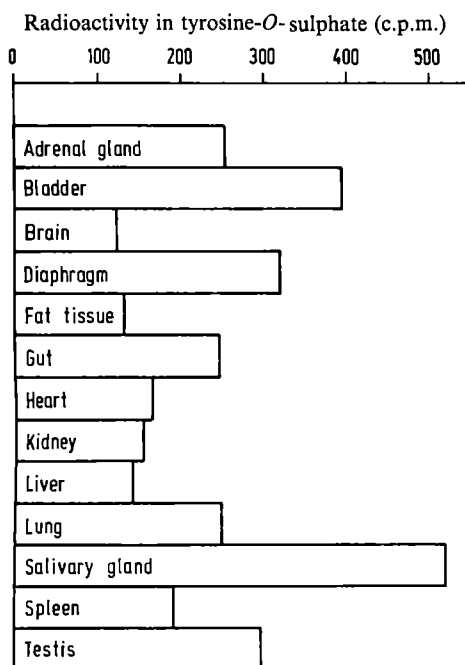 Radioactivity in tyrosine-O-sulphate (c.p.m.)
0 100 200 300 400 500
Adrenal gland
Bladder
Brain
Diaphragm
Fat tissue
Gut
Heart
Kidney
Liver
Lung
Salivary gland
Spleen
Testis